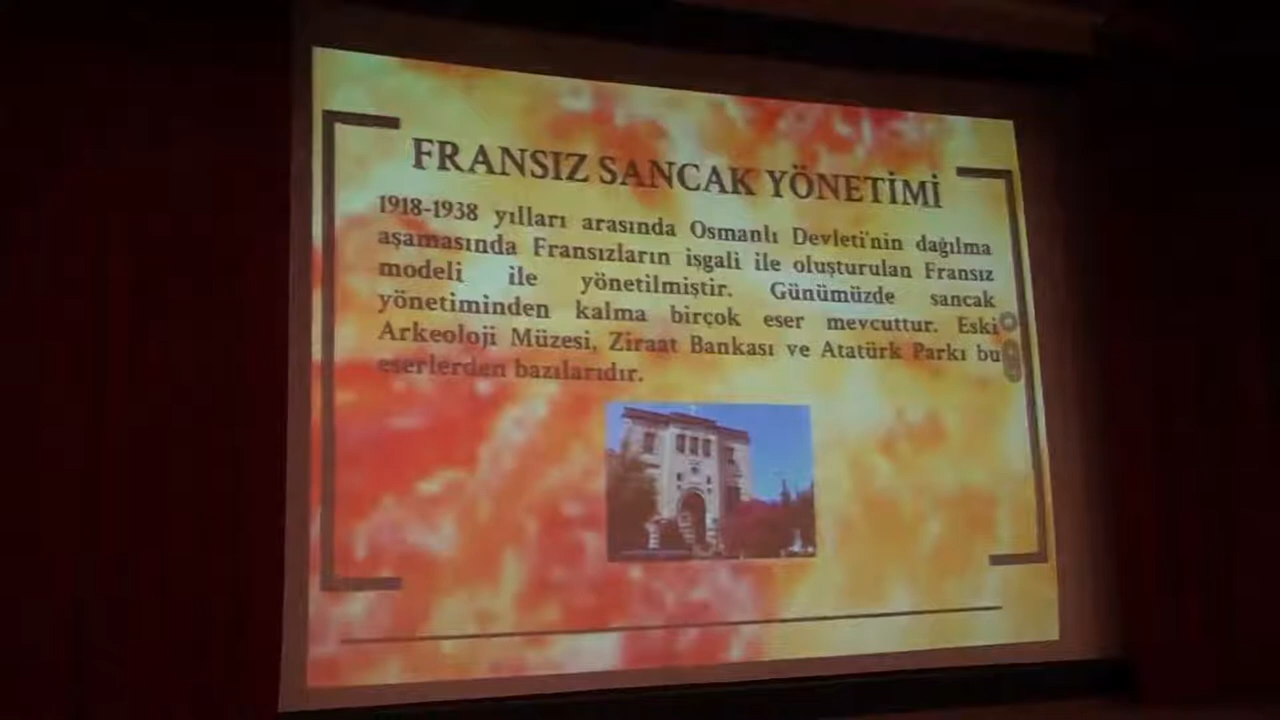 FRANSIZ SANCAK YÖNETİMİ
1918-1938 yılları arasında Osmanlı Devleti'nin dağılma
aşamasında Fransızların işgali ile oluşturulan Fransız
modeli ile yönetilmiştir. Günümüzde sancak
yönetiminden kalma birçok eser mevcuttur. Eski
Arkeoloji Müzesi, Ziraat Bankası ve Atatürk Parkı bu
eserlerden bazılarıdır.